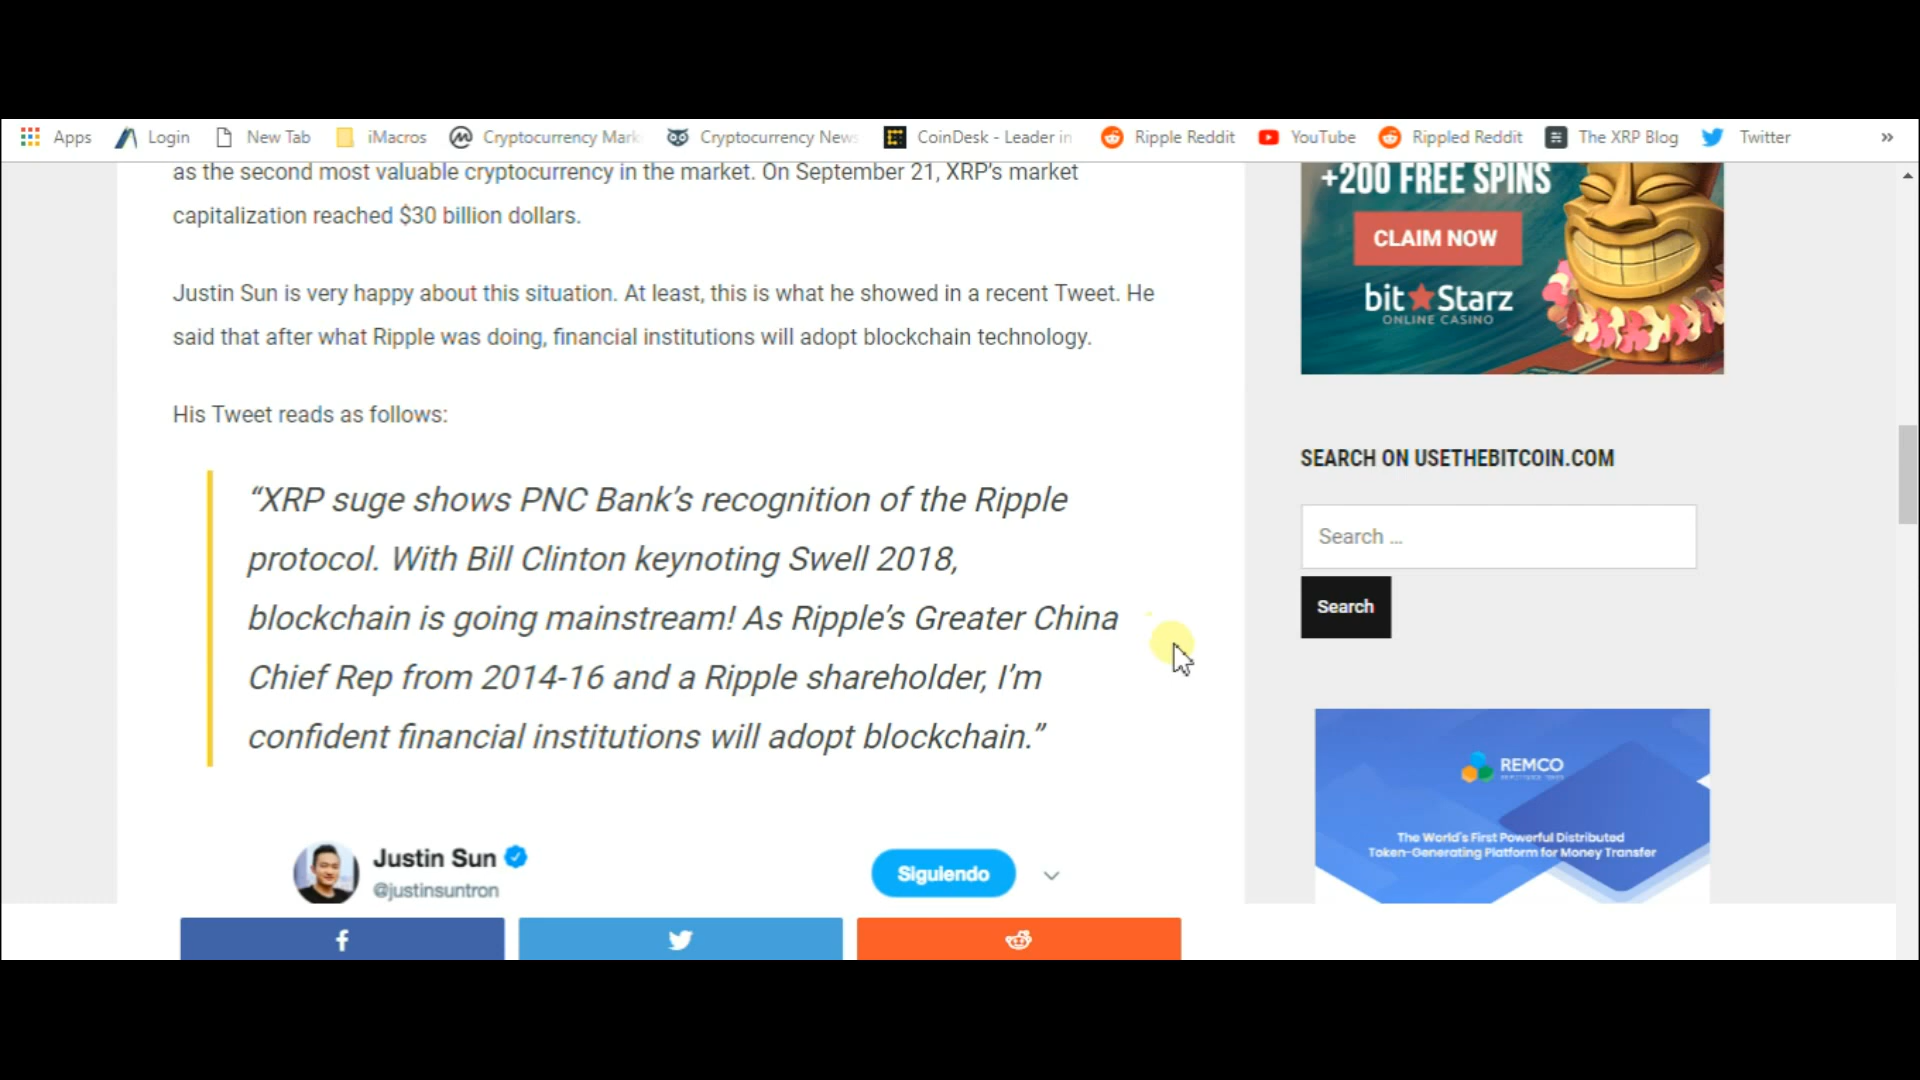 Apps Login New Tab iMacros Cryptocurrency Mark Cryptocurrency News CoinDesk - Leader in Ripple Reddit YouTube Rippled Reddit The XRP Blog Twitter »
as the second most valuable cryptocurrency in the market. On September 21, XRP's market
capitalization reached $30 billion dollars.
Justin Sun is very happy about this situation. At least, this is what he showed in a recent Tweet. He
said that after what Ripple was doing, financial institutions will adopt blockchain technology.
His Tweet reads as follows:
“XRP suge shows PNC Bank’s recognition of the Ripple
protocol. With Bill Clinton keynoting Swell 2018,
blockchain is going mainstream! As Ripple’s Greater China
Chief Rep from 2014-16 and a Ripple shareholder, I’m
confident financial institutions will adopt blockchain.”
Justin Sun
@justinsuntron
Siguiendo
+200 FREE SPINS
CLAIM NOW
bit Starz
ONLINE CASINO
SEARCH ON USETHEBITCOIN.COM
Search ...
Search
REMCO
The World's First Powerful Distributed
Token-Generating Platform for Money Transfer